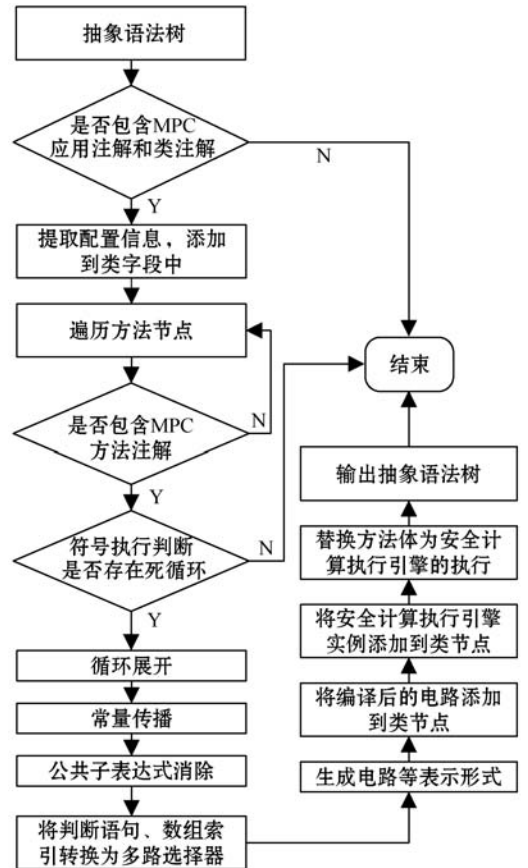 抽象语法树
是否包含MPC
应用注解和类注解
N
Y
提取配置信息，添加
到类字段中
遍历方法节点
是否包含MPC
方法注解
N
Y
符号执行判断
是否存在死循环
N
Y
循环展开
常量传播
公共子表达式消除
将判断语句、数组索
引转换为多路选择器
结束
输出抽象语法树
替换方法体为安全计
算执行引擎的执行
将安全计算执行引擎
实例添加到类节点
将编译后的电路添加
到类节点
生成电路等表示形式